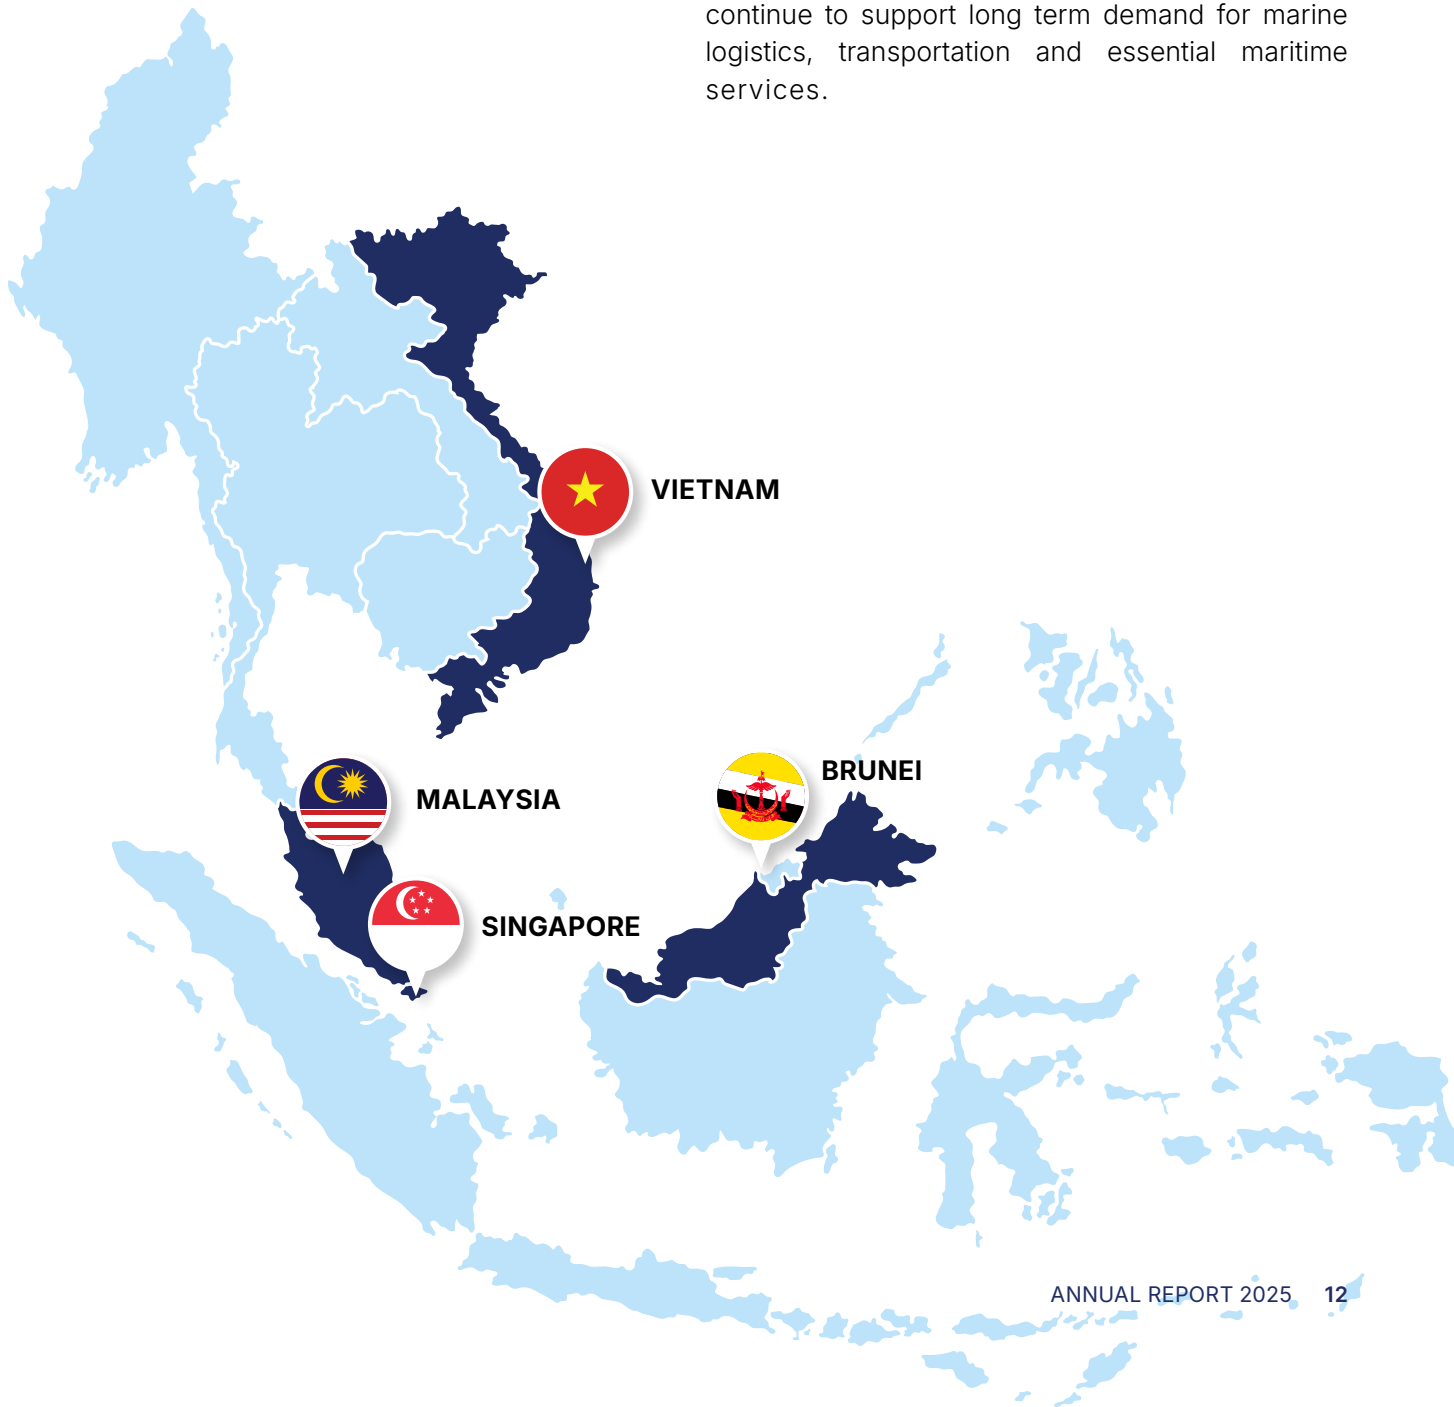 continue to support long term demand for marine
logistics, transportation and essential maritime
services.
VIETNAM
BRUNEI
MALAYSIA
SINGAPORE
ANNUAL REPORT 2025 12